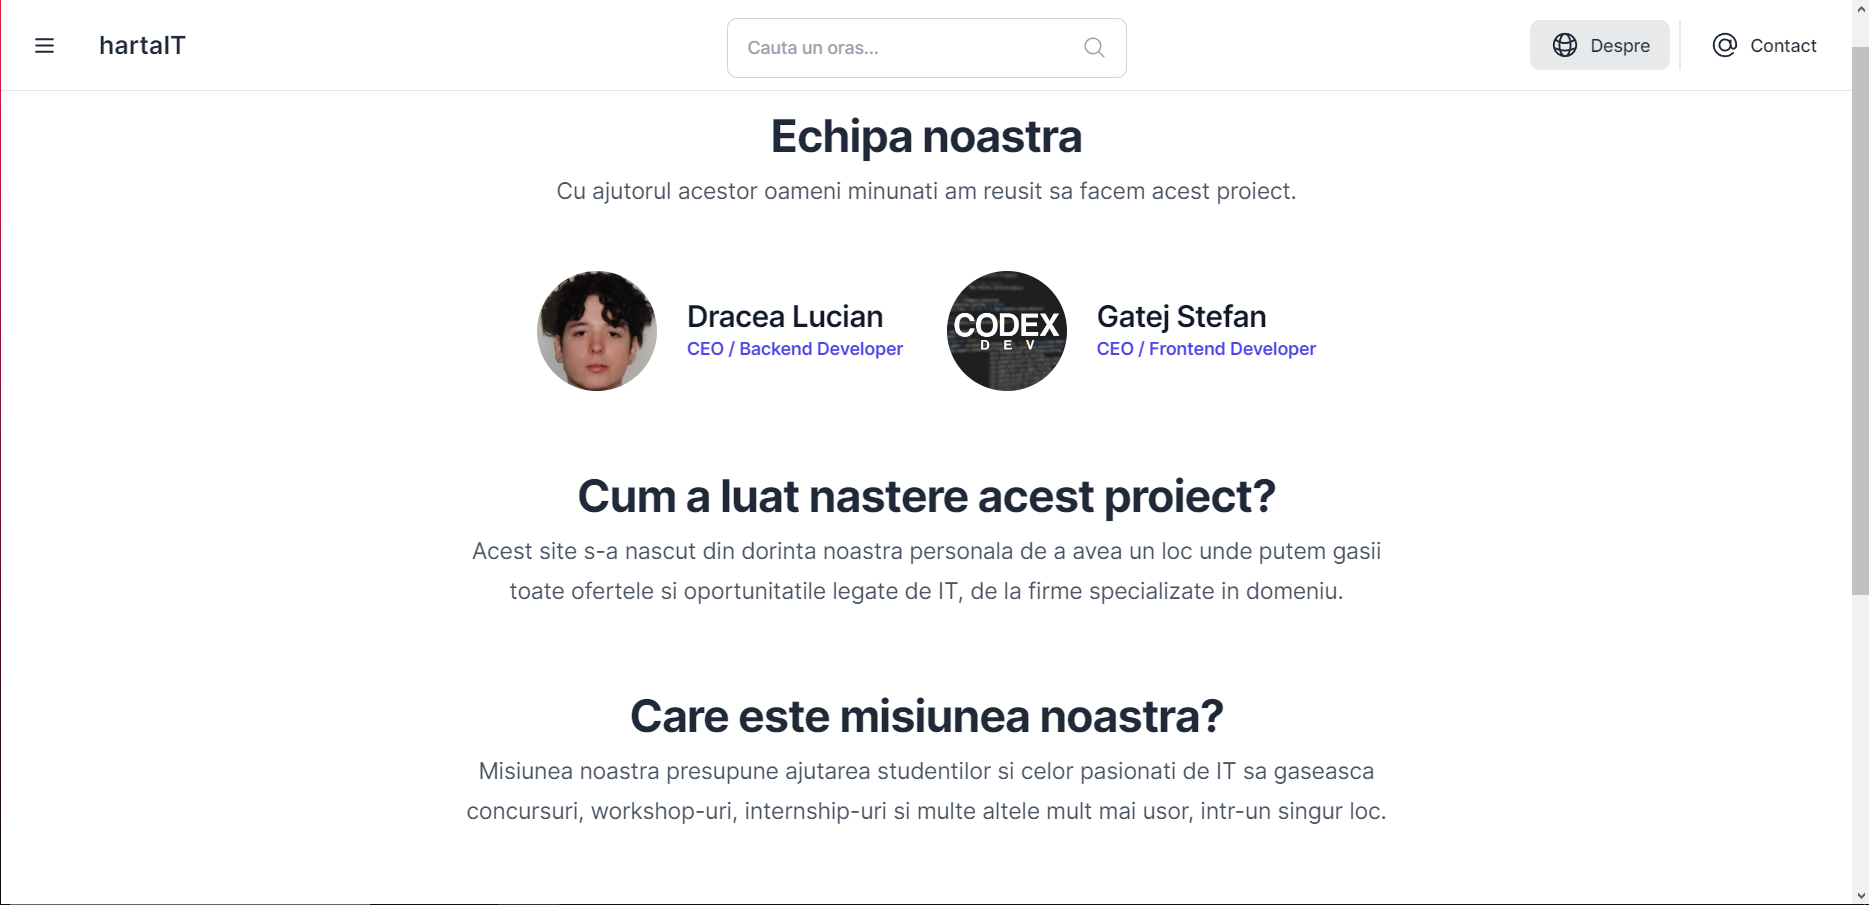 hartaIT
Cauta un oras...
Despre
Contact
Echipa noastra
Cu ajutorul acestor oameni minunati am reusit sa facem acest proiect.
Dracea Lucian
CEO / Backend Developer
CODEX
DEV
Gatej Stefan
CEO / Frontend Developer
Cum a luat nastere acest proiect?
Acest site s-a nascut din dorinta noastra personala de a avea un loc unde putem gasii
toate ofertele si oportunitatile legate de IT, de la firme specializate in domeniu.
Care este misiunea noastra?
Misiunea noastra presupune ajutarea studentilor si celor pasionati de IT sa gaseasca
concursuri, workshop-uri, internship-uri si multe altele mult mai usor, intr-un singur loc.